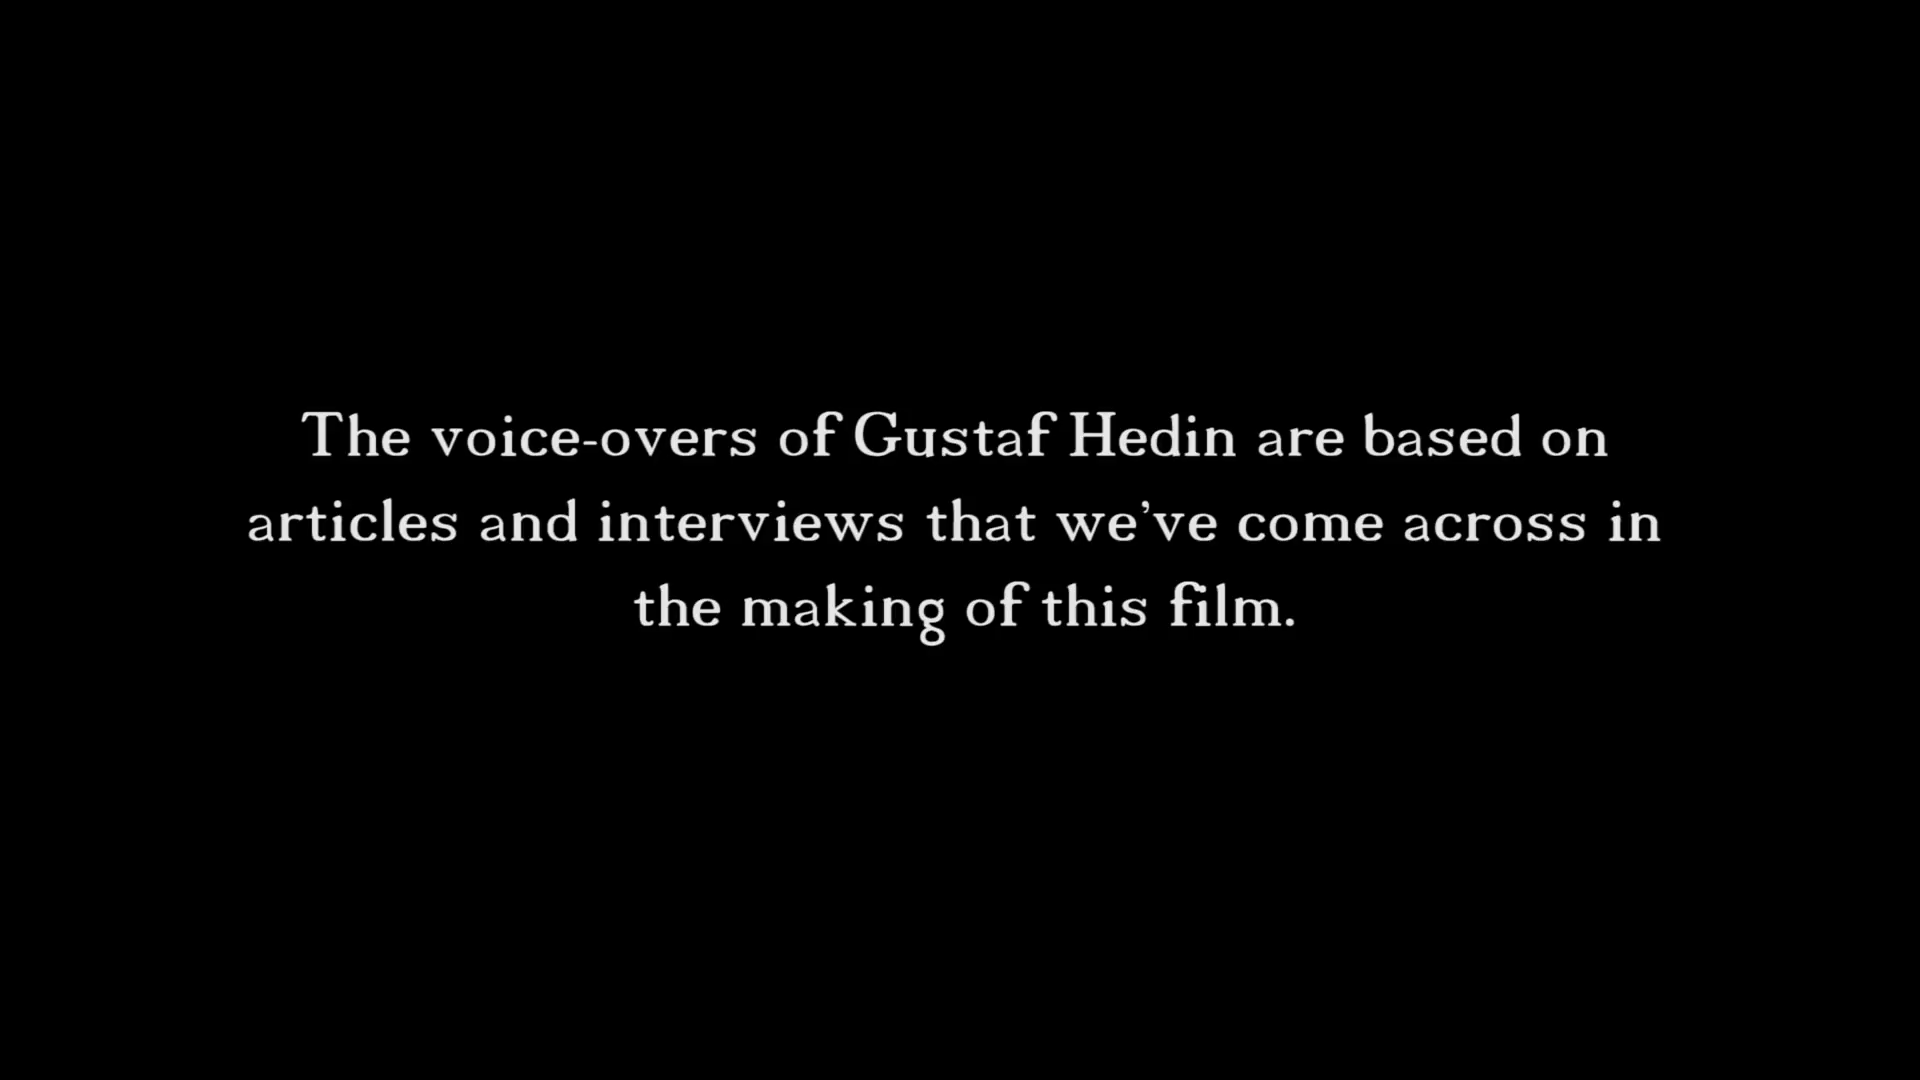 The voice-overs of Gustaf Hedin are based on
articles and interviews that we’ve come across in
the making of this film.